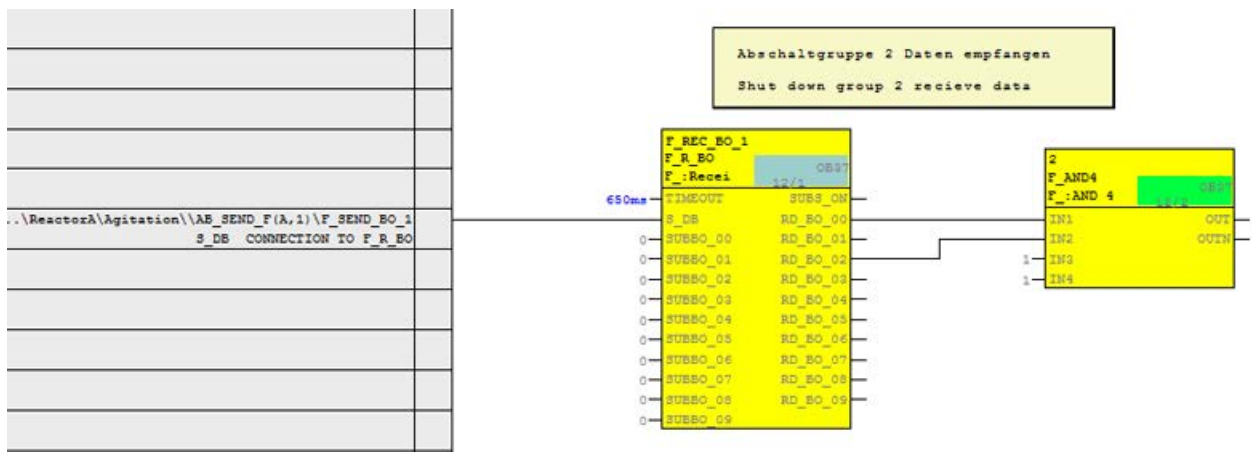 Abschaltgruppe 2 Daten empfangen
Shut down group 2 recieve data
..\ReactorA\Agitation\\AB_SEND_F(A,1)\F_SEND_BO_1
S_DB CONNECTION TO F_R_BO
F_REC_BO_1
F_R_BO
F_:Recei
OB37
12/1
650ms TIMEOUT SUBS_ON
S_DB RD_BO_00
0 SUBBO_00 RD_BO_01
0 SUBBO_01 RD_BO_02
0 SUBBO_02 RD_BO_03
0 SUBBO_03 RD_BO_04
0 SUBBO_04 RD_BO_05
0 SUBBO_05 RD_BO_06
0 SUBBO_06 RD_BO_07
0 SUBBO_07 RD_BO_08
0 SUBBO_08 RD_BO_09
0 SUBBO_09
2
F_AND4
F_:AND 4
OB37
12/2
IN1 OUT
IN2 OUTN
1 IN3
1 IN4